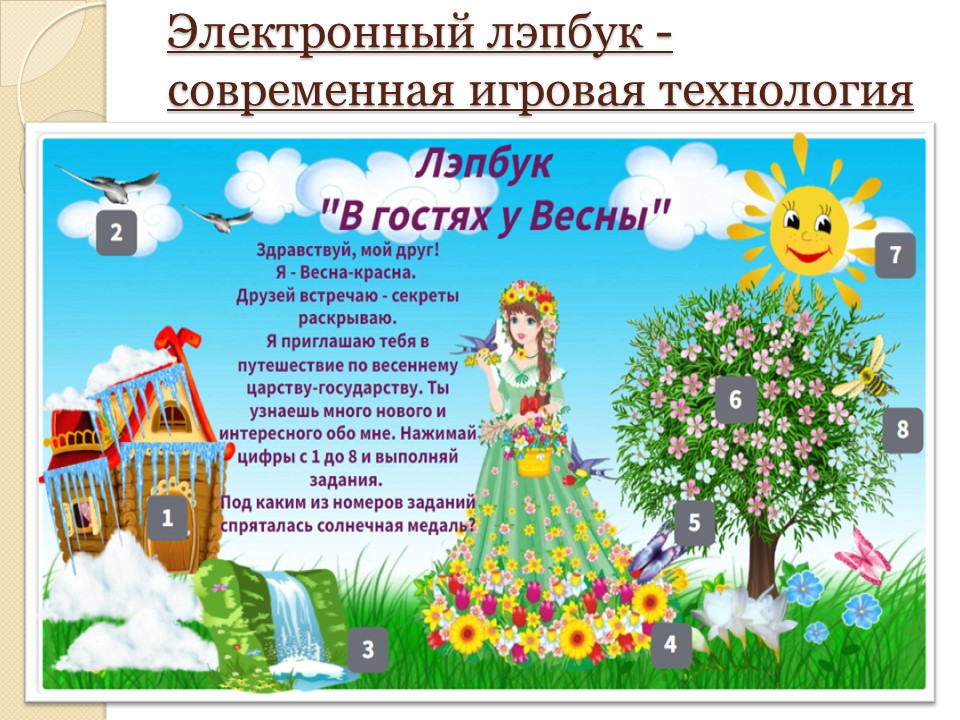 Электронный лэпбук -
современная игровая технология
Лэпбук
"В гостях у Весны"
Здравствуй, мой друг!
Я - Весна-красна.
Друзей встречаю - секреты
раскрываю.
Я приглашаю тебя в
путешествие по весеннему
царству-государству. Ты
узнаешь много нового и
интересного обо мне. Нажимай
цифры с 1 до 8 и выполняй
задания.
Под каким из номеров заданий
спряталась солнечная медаль?
2
7
6
8
1
5
3
4